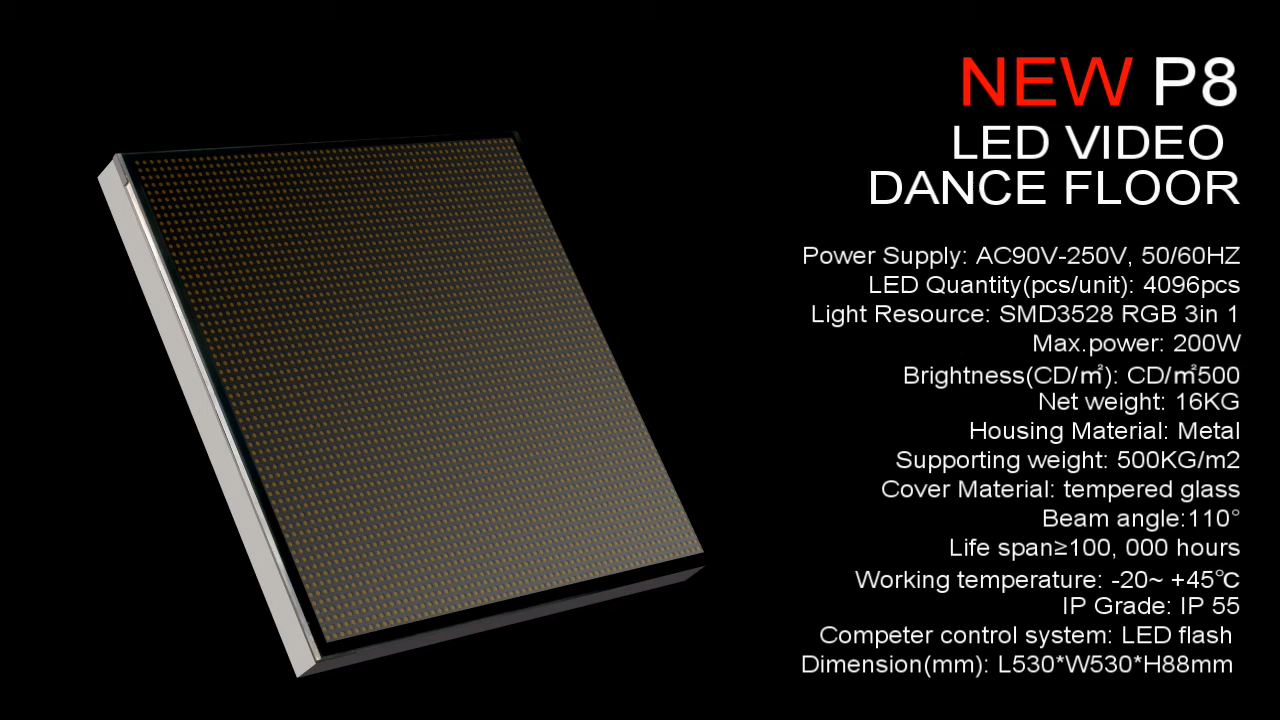 NEW P8
LED VIDEO
DANCE FLOOR
Power Supply: AC90V-250V, 50/60HZ
LED Quantity(pcs/unit): 4096pcs
Light Resource: SMD3528 RGB 3in 1
Max.power: 200W
Brightness(CD/㎡): CD/㎡500
Net weight: 16KG
Housing Material: Metal
Supporting weight: 500KG/m2
Cover Material: tempered glass
Beam angle:110°
Life span≥100, 000 hours
Working temperature: -20~ +45℃
IP Grade: IP 55
Competer control system: LED flash
Dimension(mm): L530*W530*H88mm